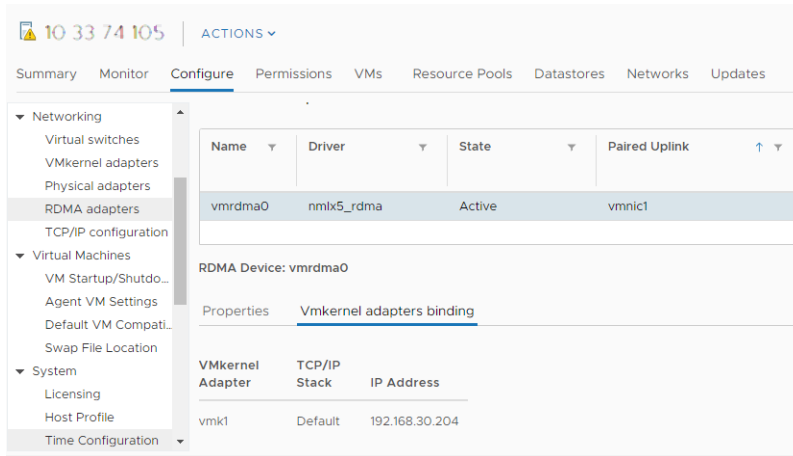 10 33 74 105 ACTIONS
Summary Monitor Configure Permissions VMs Resource Pools Datastores Networks Updates
Networking
Virtual switches
VMkernel adapters
Physical adapters
RDMA adapters
TCP/IP configuration
Virtual Machines
VM Startup/Shutdo...
Agent VM Settings
Default VM Compati...
Swap File Location
System
Licensing
Host Profile
Time Configuration
Name Driver State Paired Uplink
vmrdma0 nmlx5_rdma Active vmnic1
RDMA Device: vmrdma0
Properties Vmkernel adapters binding
VMkernel Adapter TCP/IP Stack IP Address
vmk1 Default 192.168.30.204